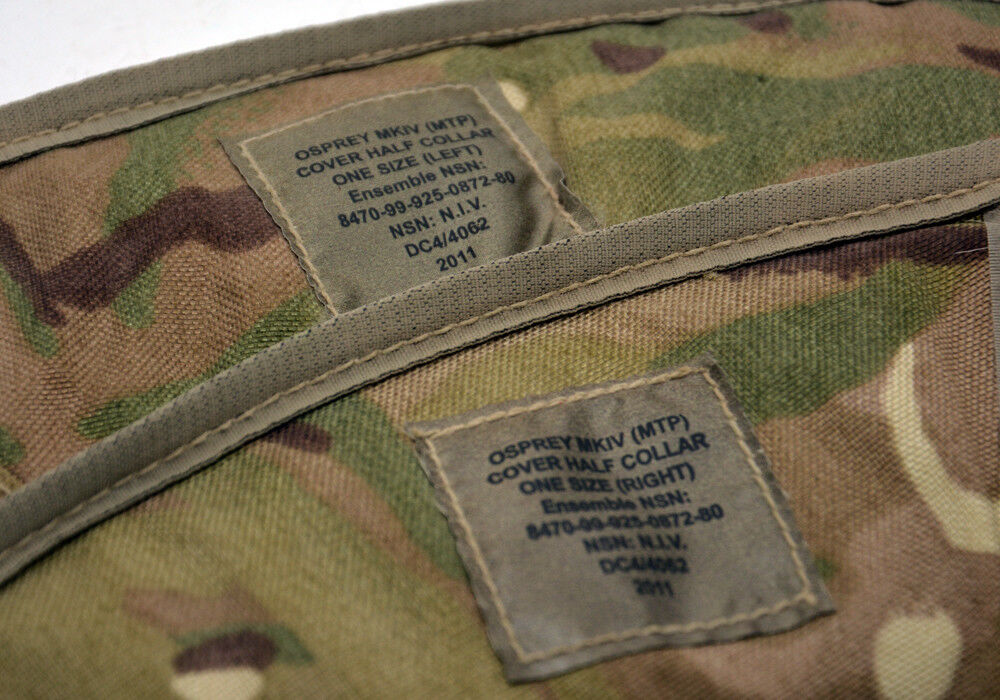 OSPREY MKIV (MTP)
COVER HALF COLLAR
ONE SIZE (LEFT)
Ensemble NSN:
8470-99-925-0872-80
NSN: N.I.V.
DC4/4062
2011
OSPREY MKIV (MTP)
COVER HALF COLLAR
ONE SIZE (RIGHT)
Ensemble NSN:
8470-99-925-0872-80
NSN: N.I.V.
DC4/4062
2011